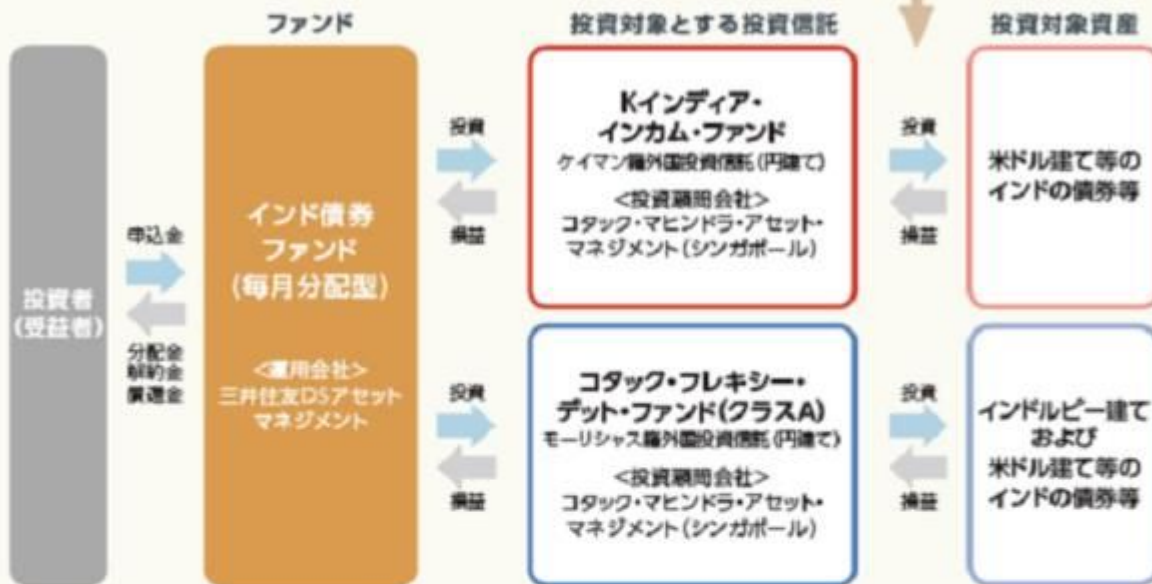 ファンド
投資対象とする投資信託
投資対象資産
投資者
(受益者)
申込金
分配金
解約金
償還金
インド債券
ファンド
(毎月分配型)
<運用会社>
三井住友DSアセット
マネジメント
投資
損益
Kインディア・
インカム・ファンド
ケイマン籍外国投資信託(円建て)
<投資顧問会社>
コタック・マヒンドラ・アセット・
マネジメント(シンガポール)
投資
損益
米ドル建て等の
インドの債券等
投資
損益
コタック・フレキシー・
デット・ファンド(クラスA)
モーリシャス籍外国投資信託(円建て)
<投資顧問会社>
コタック・マヒンドラ・アセット・
マネジメント(シンガポール)
投資
損益
インドルピー建て
および
米ドル建て等の
インドの債券等